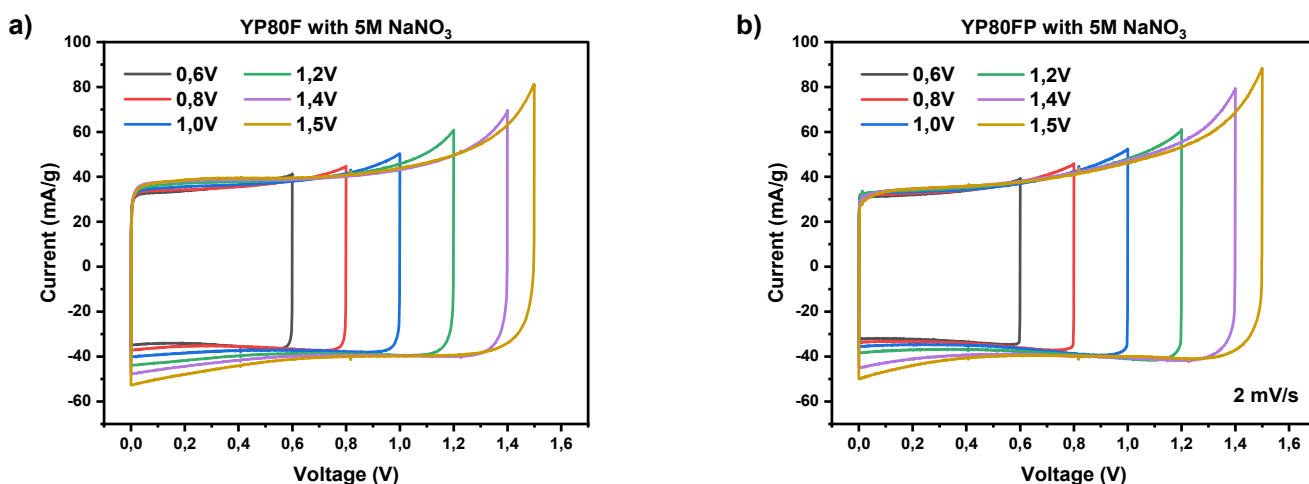 a)
YP80F with 5M NaNO₃
100
80
60
40
20
0
-20
-40
-60
Current (mA/g)
0,6V 1,2V
0,8V 1,4V
1,0V 1,5V
0,0 0,2 0,4 0,6 0,8 1,0 1,2 1,4 1,6
Voltage (V)
b)
YP80FP with 5M NaNO₃
100
80
60
40
20
0
-20
-40
-60
Current (mA/g)
0,6V 1,2V
0,8V 1,4V
1,0V 1,5V
2 mV/s
0,0 0,2 0,4 0,6 0,8 1,0 1,2 1,4 1,6
Voltage (V)